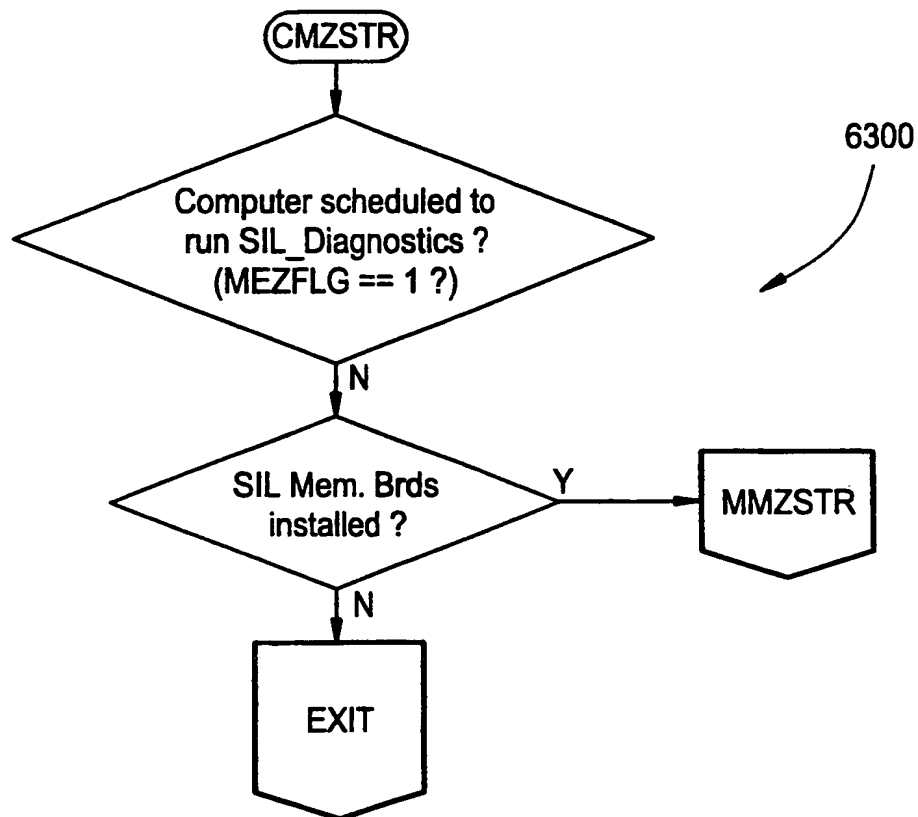 CMZSTR
6300
Computer scheduled to
run SIL_Diagnostics ?
(MEZFLG == 1 ?)
N
SIL Mem. Brds
installed ?
Y
MMZSTR
N
EXIT